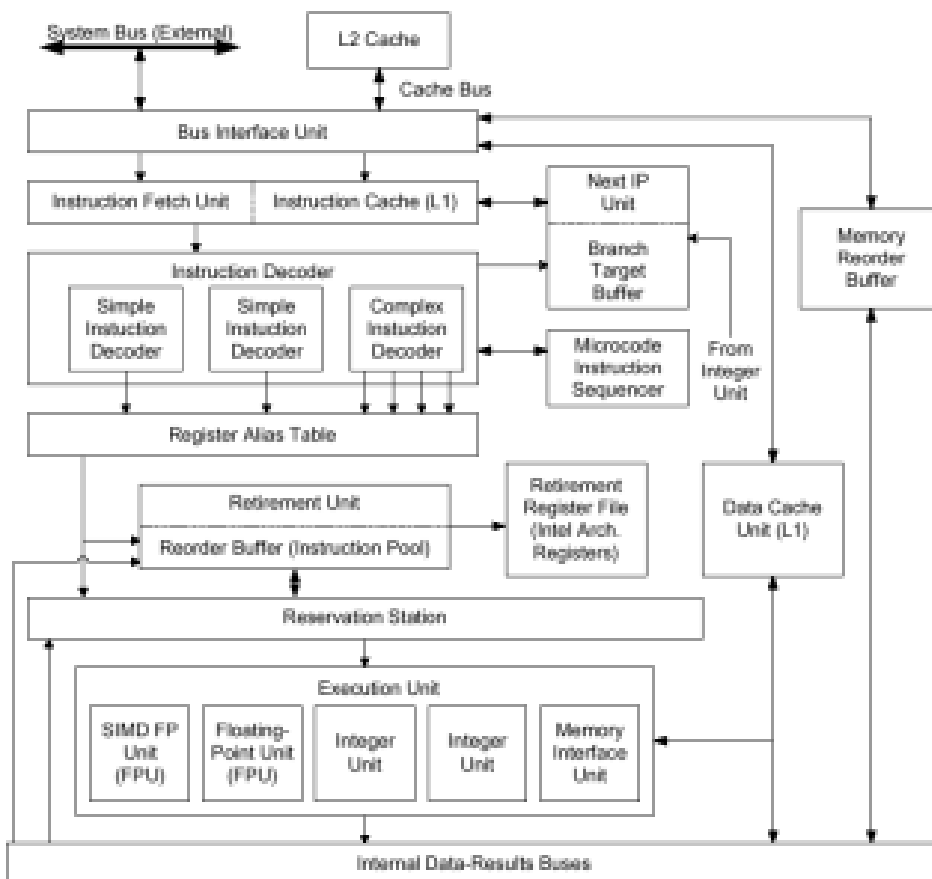 System Bus (External)
L2 Cache
Cache Bus
Bus Interface Unit
Instruction Fetch Unit
Instruction Cache (L1)
Next IP
Unit
Branch
Target
Buffer
Memory
Reorder
Buffer
Instruction Decoder
Simple
Instuction
Decoder
Simple
Instuction
Decoder
Complex
Instuction
Decoder
Microcode
Instruction
Sequencer
From
Integer
Unit
Register Alias Table
Retirement Unit
Reorder Buffer (Instruction Pool)
Retirement
Register File
(Intel Arch.
Registers)
Data Cache
Unit (L1)
Reservation Station
Execution Unit
SIMD FP
Unit
(FPU)
Floating-
Point Unit
(FPU)
Integer
Unit
Integer
Unit
Memory
Interface
Unit
Internal Data-Results Buses